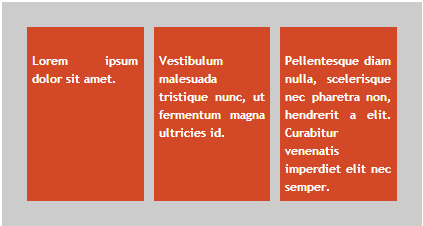 Lorem ipsum
dolor sit amet.
Vestibulum
malesuada
tristique nunc, ut
fermentum magna
ultricies id.
Pellentesque diam
nulla, scelerisque
nec pharetra non,
hendrerit a elit.
Curabitur
venenatis
imperdiet elit nec
semper.